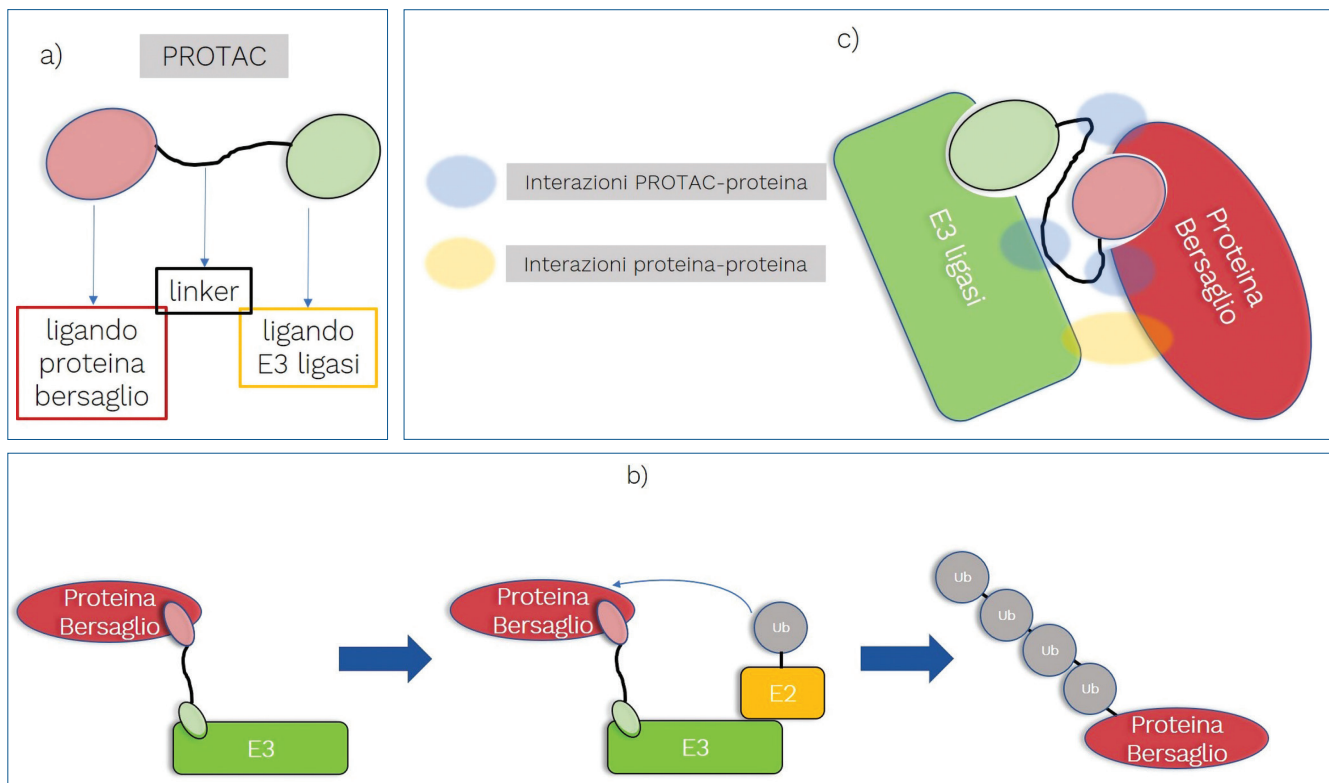 a)
PROTAC
linker
ligando
proteina
bersaglio
ligando
E3 ligasi
c)
Interazioni PROTAC-proteina
Interazioni proteina-proteina
E3 ligasi
Proteina
Bersaglio
b)
Proteina
Bersaglio
E3
Proteina
Bersaglio
Ub
E2
E3
Ub
Ub
Ub
Ub
Proteina
Bersaglio